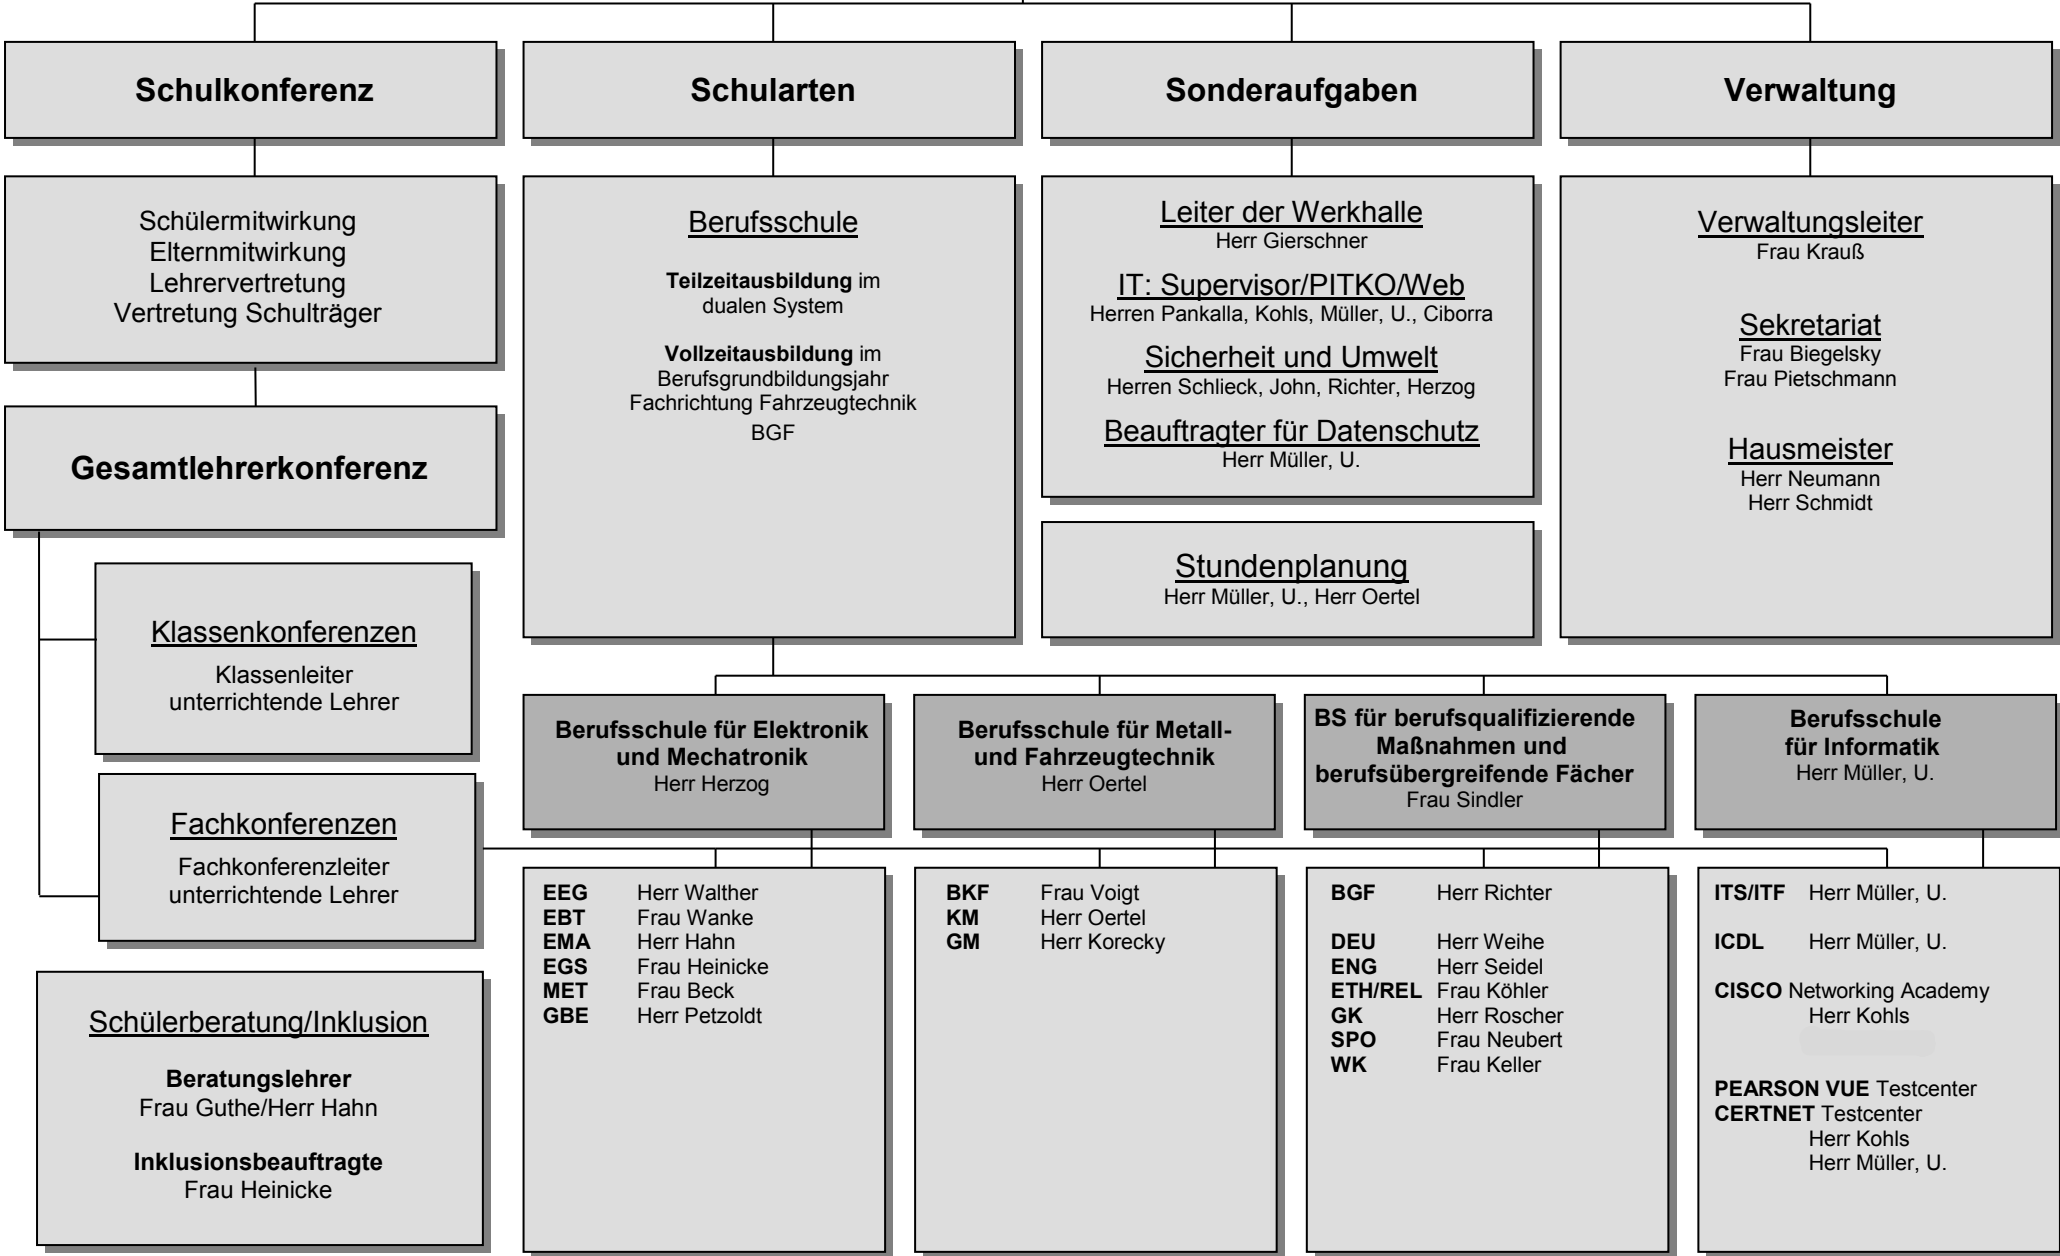 Schulkonferenz
Schularten
Sonderaufgaben
Verwaltung
Schülermitwirkung
Elternmitwirkung
Lehrervertretung
Vertretung Schulträger
Gesamtlehrerkonferenz
Klassenkonferenzen
Klassenleiter
unterrichtende Lehrer
Fachkonferenzen
Fachkonferenzleiter
unterrichtende Lehrer
Schülerberatung/Inklusion
Beratungslehrer
Frau Guthe/Herr Hahn
Inklusionsbeauftragte
Frau Heinicke
Berufsschule
Teilzeitausbildung im
dualen System
Vollzeitausbildung im
Berufsgrundbildungsjahr
Fachrichtung Fahrzeugtechnik
BGF
Leiter der Werkhalle
Herr Gierschner
IT: Supervisor/PITKO/Web
Herren Pankalla, Kohls, Müller, U., Ciborra
Sicherheit und Umwelt
Herren Schlieck, John, Richter, Herzog
Beauftragter für Datenschutz
Herr Müller, U.
Stundenplanung
Herr Müller, U., Herr Oertel
Verwaltungsleiter
Frau Krauß
Sekretariat
Frau Biegelsky
Frau Pietschmann
Hausmeister
Herr Neumann
Herr Schmidt
Berufsschule für Elektronik
und Mechatronik
Herr Herzog
Berufsschule für Metall-
und Fahrzeugtechnik
Herr Oertel
BS für berufsqualifizierende
Maßnahmen und
berufsübergreifende Fächer
Frau Sindler
Berufsschule
für Informatik
Herr Müller, U.
EEG Herr Walther
EBT Frau Wanke
EMA Herr Hahn
EGS Frau Heinicke
MET Frau Beck
GBE Herr Petzoldt
BKF Frau Voigt
KM Herr Oertel
GM Herr Korecky
BGF Herr Richter
DEU Herr Weihe
ENG Herr Seidel
ETH/REL Frau Köhler
GK Herr Roscher
SPO Frau Neubert
WK Frau Keller
ITS/ITF Herr Müller, U.
ICDL Herr Müller, U.
CISCO Networking Academy
Herr Kohls
PEARSON VUE Testcenter
CERTNET Testcenter
Herr Kohls
Herr Müller, U.